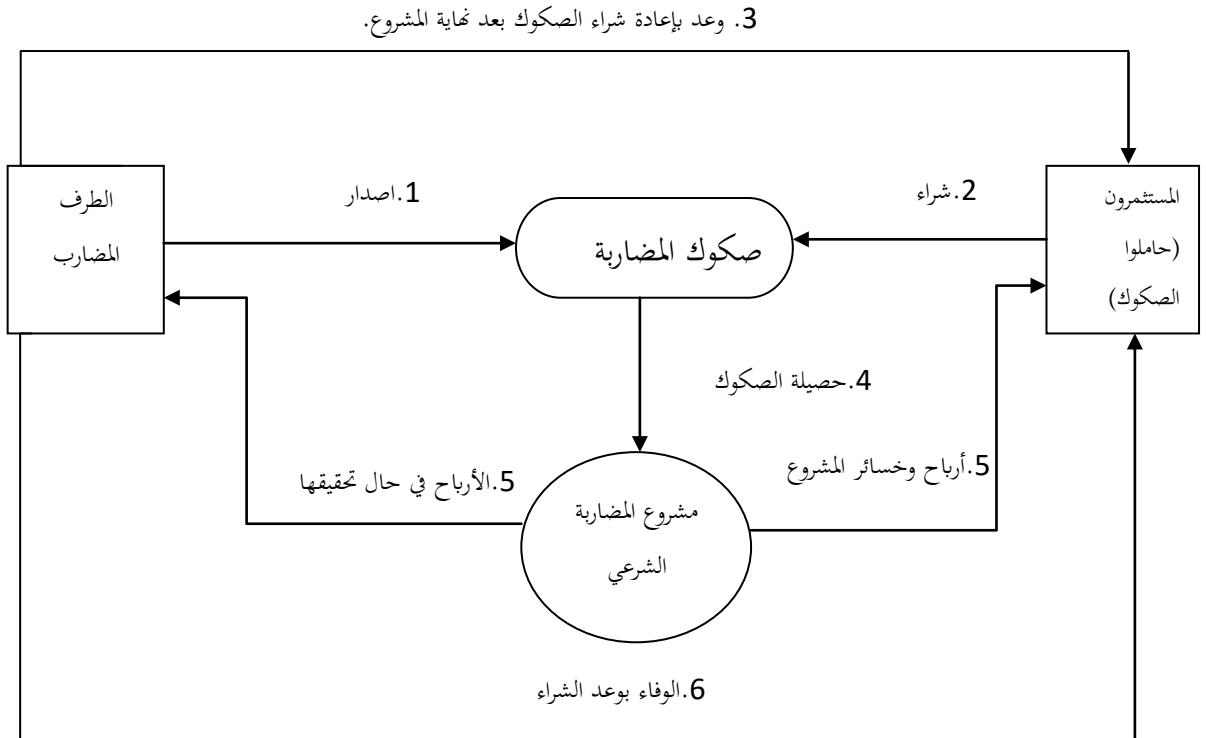 3. وعد بإعادة شراء الصكوك بعد نهاية المشروع.
المستثمرون
(حاملوا
الصكوك)
2.شراء
صكوك المضاربة
1.اصدار
الطرف
المضارب
4.حصيلة الصكوك
5.أرباح وخسائر المشروع
5.الأرباح في حال تحقيقها
مشروع المضاربة
الشرعي
6.الوفاء بوعد الشراء